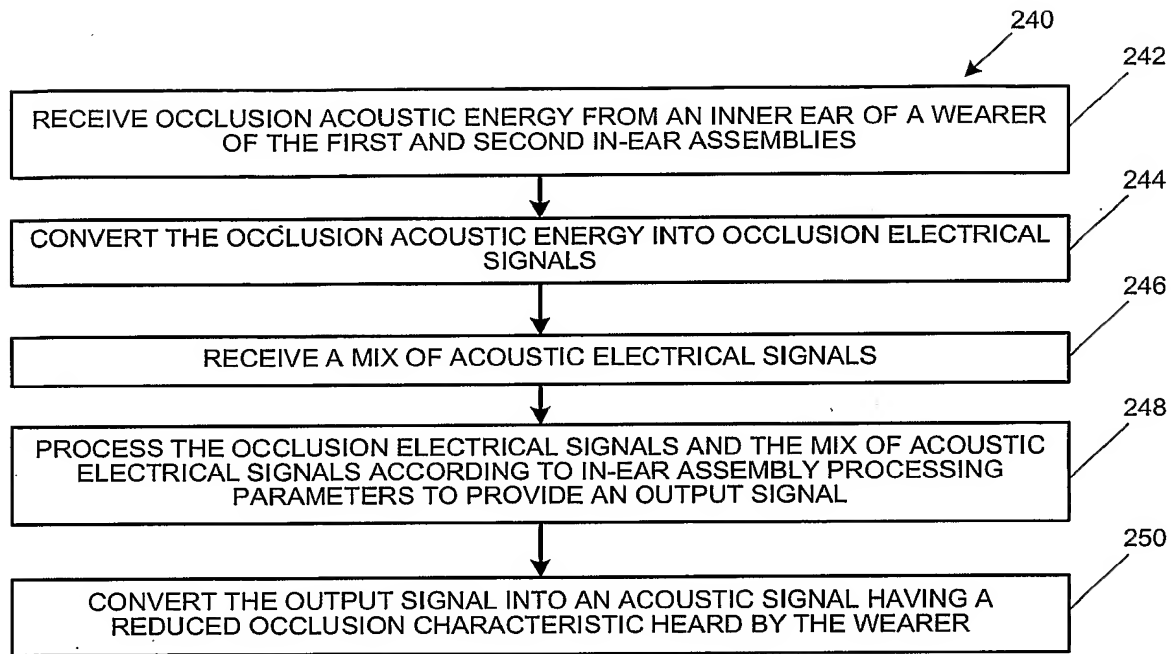 240
242
RECEIVE OCCLUSION ACOUSTIC ENERGY FROM AN INNER EAR OF A WEARER
OF THE FIRST AND SECOND IN-EAR ASSEMBLIES
244
CONVERT THE OCCLUSION ACOUSTIC ENERGY INTO OCCLUSION ELECTRICAL
SIGNALS
246
RECEIVE A MIX OF ACOUSTIC ELECTRICAL SIGNALS
248
PROCESS THE OCCLUSION ELECTRICAL SIGNALS AND THE MIX OF ACOUSTIC
ELECTRICAL SIGNALS ACCORDING TO IN-EAR ASSEMBLY PROCESSING
PARAMETERS TO PROVIDE AN OUTPUT SIGNAL
250
CONVERT THE OUTPUT SIGNAL INTO AN ACOUSTIC SIGNAL HAVING A
REDUCED OCCLUSION CHARACTERISTIC HEARD BY THE WEARER